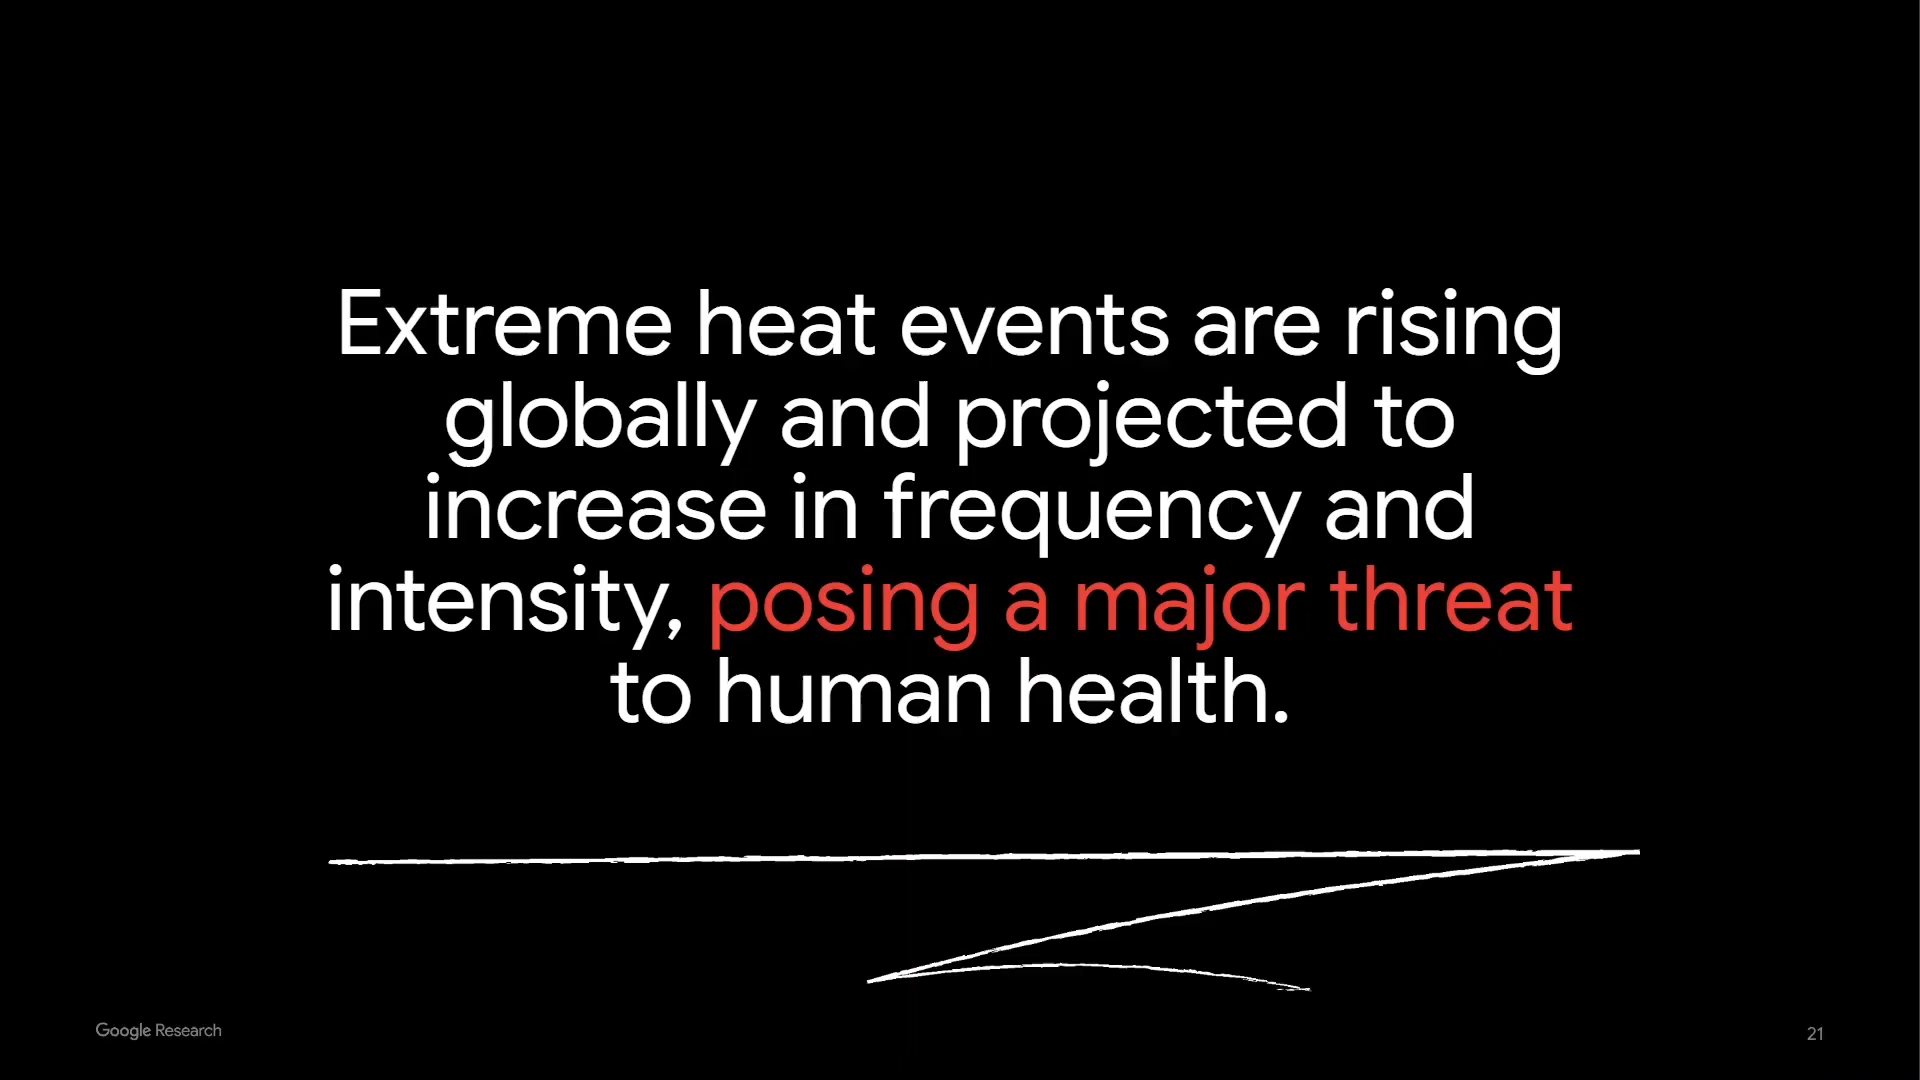 Extreme heat events are rising
globally and projected to
increase in frequency and
intensity, posing a major threat
to human health.
Google Research
21